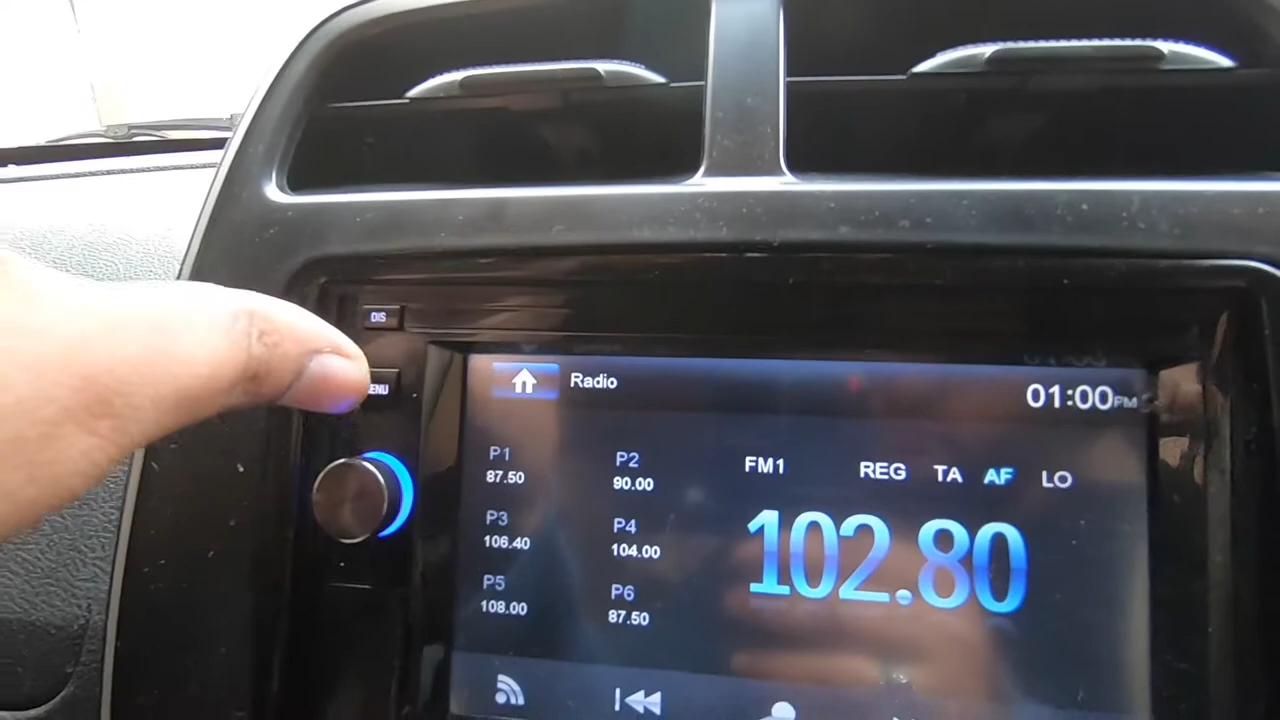 DIS
MENU
Radio
01:00PM
P1
87.50
P2
90.00
P3
106.40
P4
104.00
P5
108.00
P6
87.50
FM1
REG TA AF LO
102.80